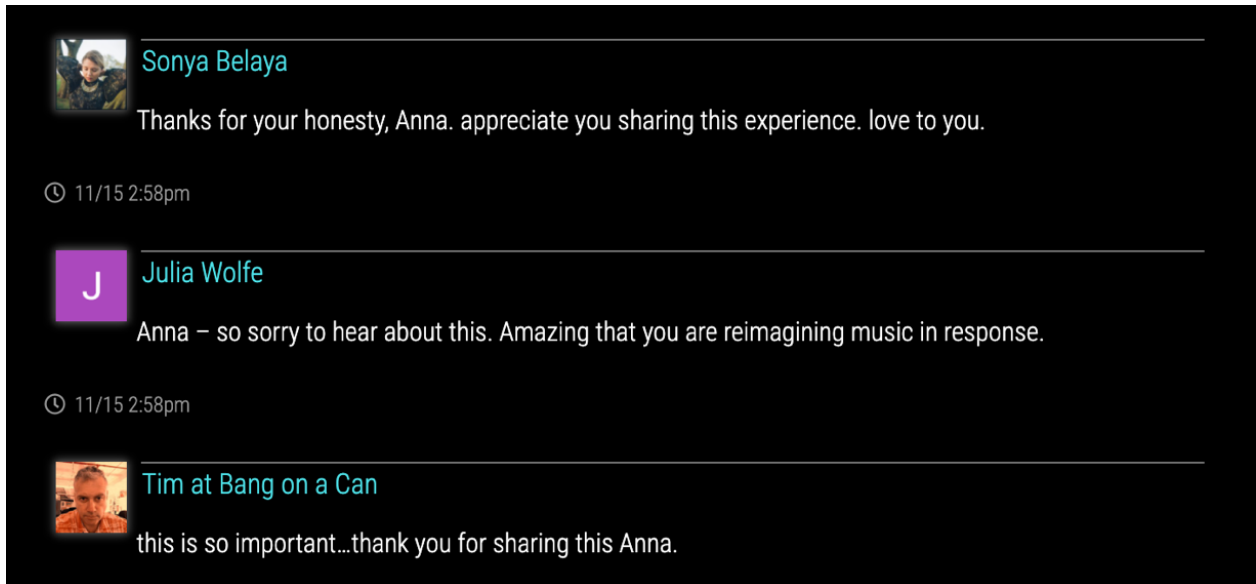 Sonya Belaya
Thanks for your honesty, Anna. appreciate you sharing this experience. love to you.
11/15 2:58pm
J
Julia Wolfe
Anna – so sorry to hear about this. Amazing that you are reimagining music in response.
11/15 2:58pm
Tim at Bang on a Can
this is so important…thank you for sharing this Anna.